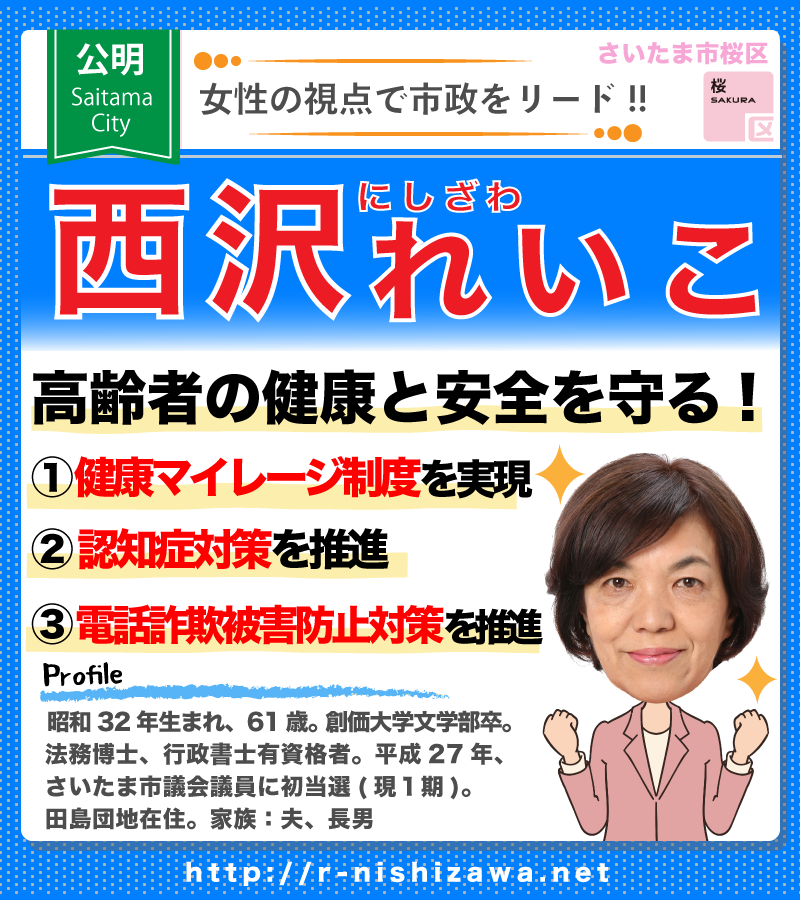 公明
Saitama
City
さいたま市桜区
女性の視点で市政をリード!!
桜
SAKURA
区
にしざわ
西沢れいこ
高齢者の健康と安全を守る！
①健康マイレージ制度を実現
②認知症対策を推進
③電話詐欺被害防止対策を推進
Profile
昭和32年生まれ、61歳。創価大学文学部卒。
法務博士、行政書士有資格者。平成27年、
さいたま市議会議員に初当選(現1期)。
田島団地在住。家族：夫、長男
http://r-nishizawa.net